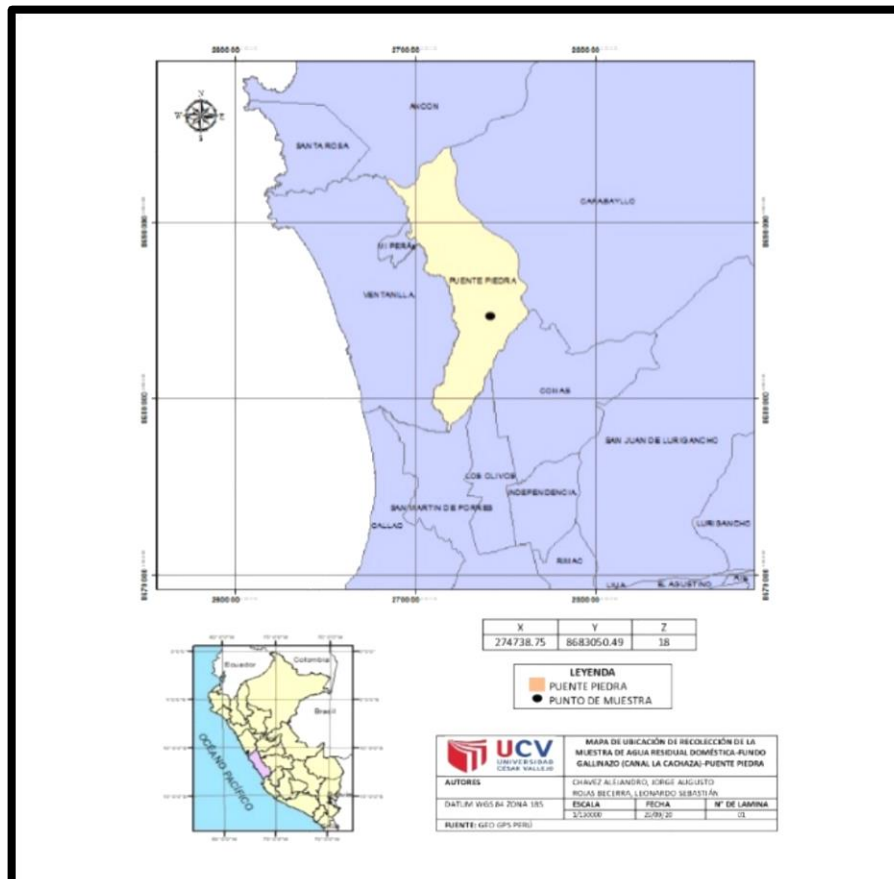 N
ANCON
SANTA ROSA
CARABAYLLO
MI PERÚ
PUENTE PIEDRA
VENTANILLA
COMAS
SAN JUAN DE LURIGANCHO
LOS OLIVOS
INDEPENDENCIA
SAN MARTIN DE PORRES
CALLAO
LURIGANCHO
RIMAC
LIMA
EL AGUSTINO
X Y Z
274738.75 8683050.49 18
LEYENDA
PUENTE PIEDRA
PUNTO DE MUESTRA
Ecuador
Colombia
Brasil
OCÉANO PACÍFICO
UCV
UNIVERSIDAD
CÉSAR VALLEJO
MAPA DE UBICACIÓN DE RECOLECCIÓN DE LA
MUESTRA DE AGUA RESIDUAL DOMÉSTICA-FUNDO
GALLINAZO (CANAL LA CACHAZA)-PUENTE PIEDRA
AUTORES
CHAVEZ ALEJANDRO, JORGE AUGUSTO
ROJAS BECERRA, LEONARDO SEBASTIÁN
DATUM WGS 84 ZONA 18S
ESCALA FECHA N° DE LAMINA
01
FUENTE: GEO GPS PERÚ